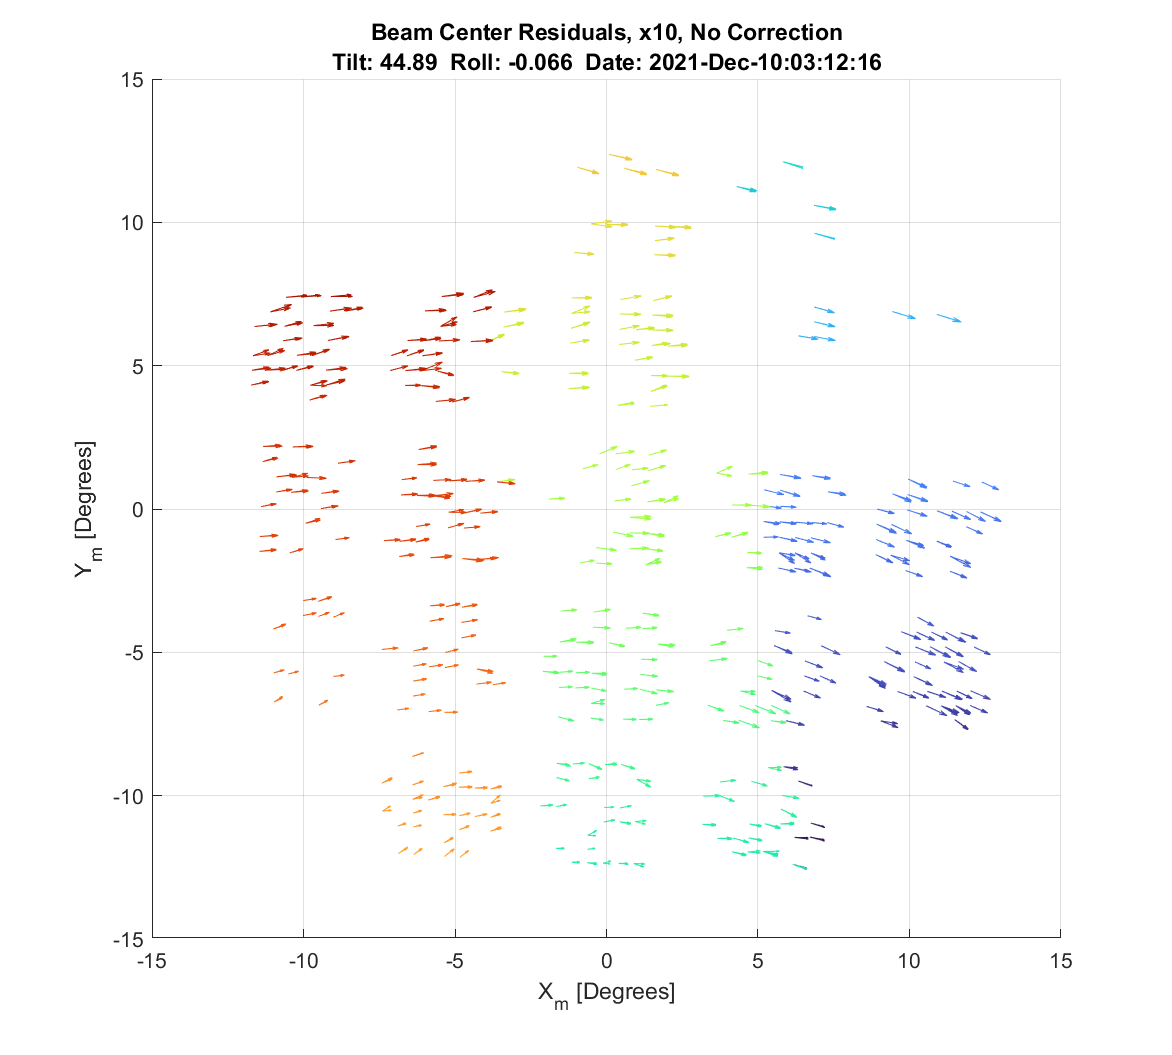 Beam Center Residuals, x10, No Correction
Tilt: 44.89 Roll: -0.066 Date: 2021-Dec-10:03:12:16
15
10
5
0
-5
-10
-15
Y_m [Degrees]
-15 -10 -5 0 5 10 15
X_m [Degrees]